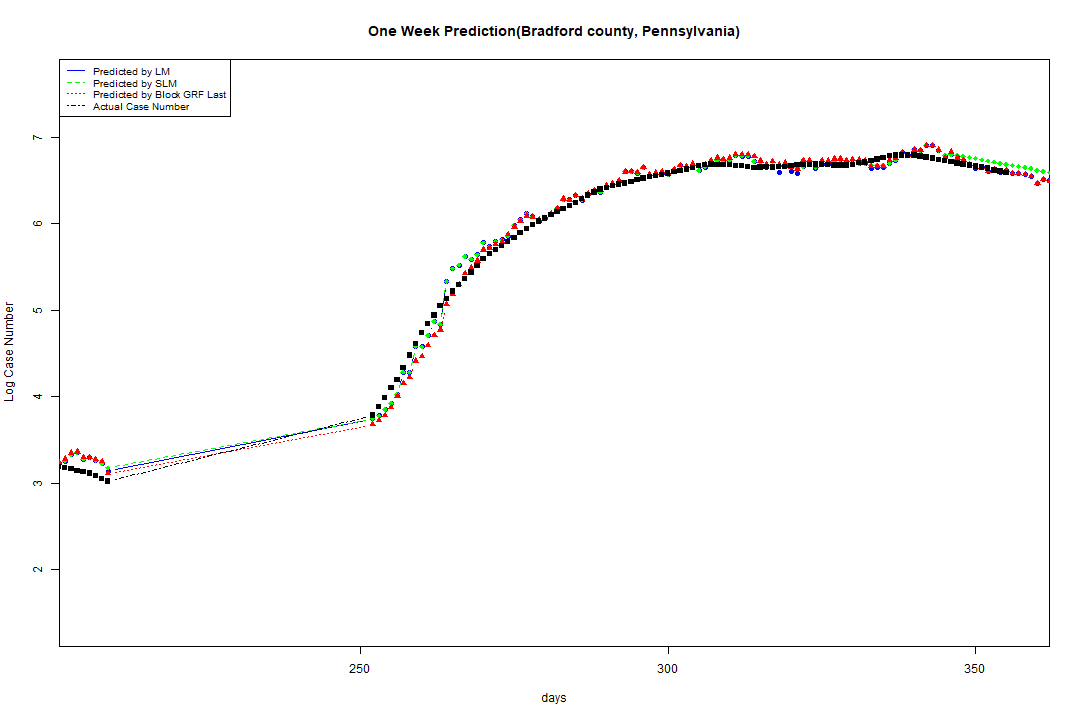 One Week Prediction(Bradford county, Pennsylvania)
Predicted by LM
Predicted by SLM
Predicted by Block GRF Last
Actual Case Number
7
6
5
4
3
2
Log Case Number
250 300 350
days